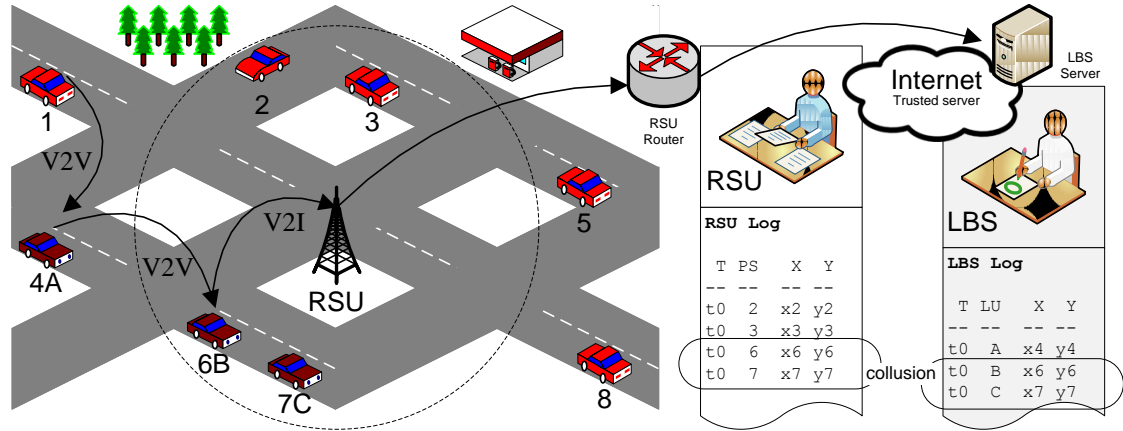 1
2
3
V2V
4A
V2V
V2I
5
RSU
6B
7C
8
RSU
Router
Internet
Trusted server
LBS
Server
RSU
RSU Log
T PS X Y
-- -- -- --
t0 2 x2 y2
t0 3 x3 y3
t0 6 x6 y6
t0 7 x7 y7
collusion
LBS
LBS Log
T LU X Y
-- -- -- --
t0 A x4 y4
t0 B x6 y6
t0 C x7 y7